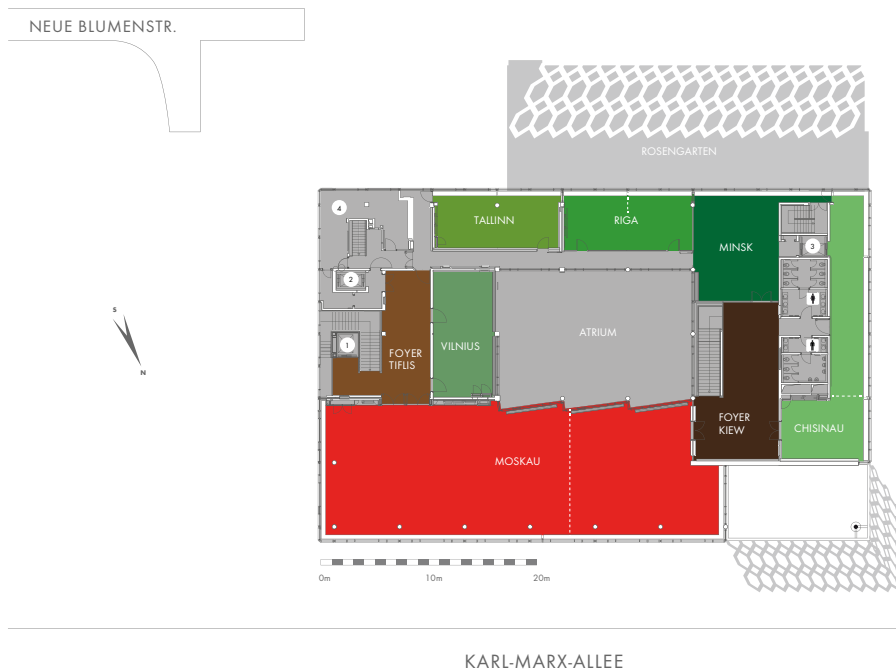 NEUE BLUMENSTR.
ROSENGARTEN
4
TALLINN
RIGA
MINSK
3
2
S
N
1
FOYER
TIFLIS
VILNIUS
ATRIUM
FOYER
KIEW
CHISINAU
MOSKAU
0m
10m
20m
KARL-MARX-ALLEE